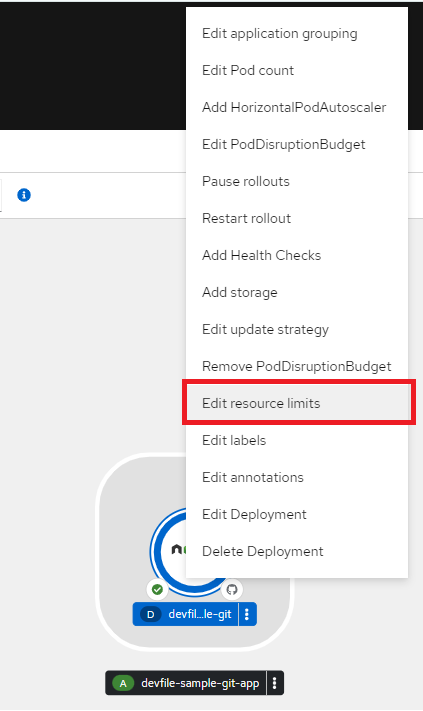 Edit application grouping
Edit Pod count
Add HorizontalPodAutoscaler
Edit PodDisruptionBudget
Pause rollouts
Restart rollout
Add Health Checks
Add storage
Edit update strategy
Remove PodDisruptionBudget
Edit resource limits
Edit labels
Edit annotations
Edit Deployment
Delete Deployment
D devfil...le-git
A devfile-sample-git-app